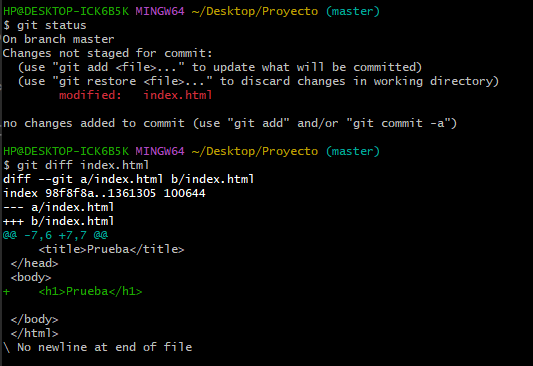 HP@DESKTOP-ICK6B5K MINGW64 ~/Desktop/Proyecto (master)
$ git status
On branch master
Changes not staged for commit:
  (use "git add <file>..." to update what will be committed)
  (use "git restore <file>..." to discard changes in working directory)
        modified:   index.html

no changes added to commit (use "git add" and/or "git commit -a")

HP@DESKTOP-ICK6B5K MINGW64 ~/Desktop/Proyecto (master)
$ git diff index.html
diff --git a/index.html b/index.html
index 98f8f8a..1361305 100644
--- a/index.html
+++ b/index.html
@@ -7,6 +7,7 @@
     <title>Prueba</title>
 </head>
 <body>
+    <h1>Prueba</h1>

 </body>
 </html>
\ No newline at end of file